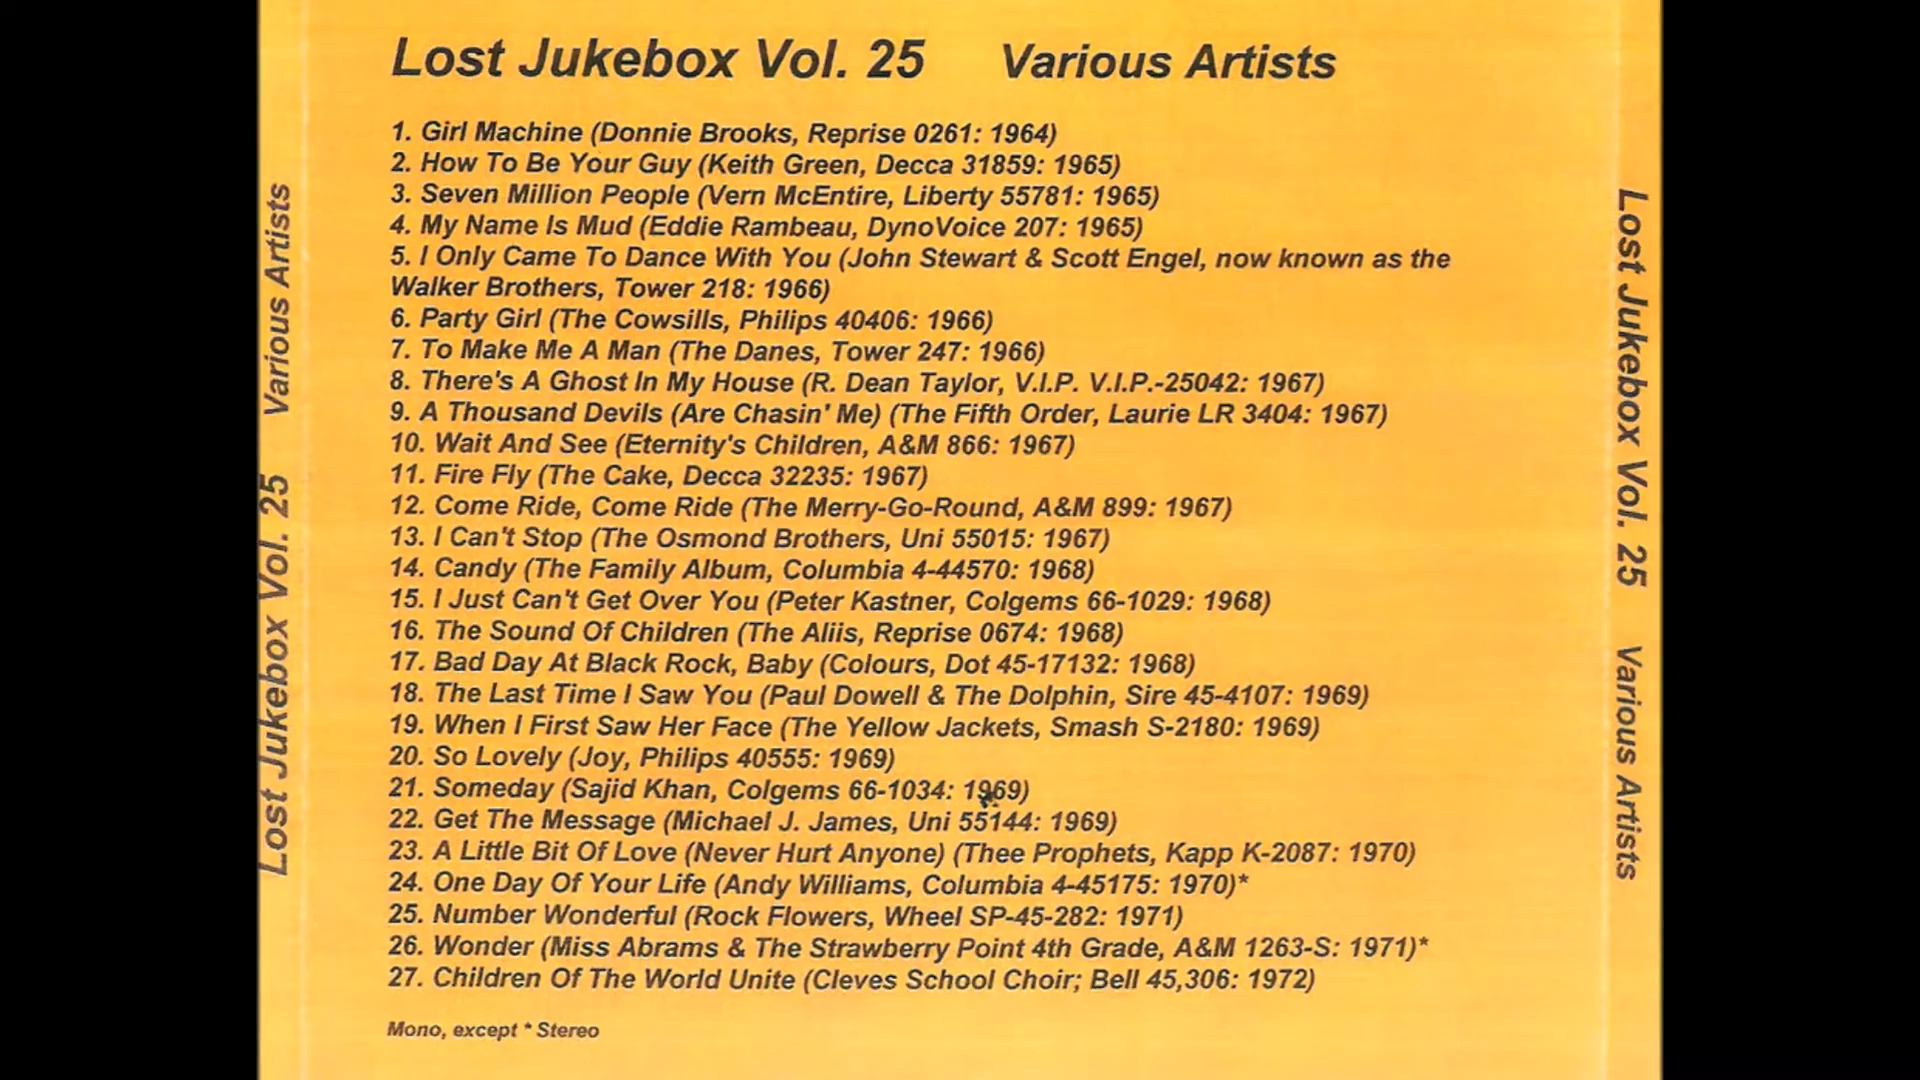 Lost Jukebox Vol. 25 Various Artists
1. Girl Machine (Donnie Brooks, Reprise 0261: 1964)
2. How To Be Your Guy (Keith Green, Decca 31859: 1965)
3. Seven Million People (Vern McEntire, Liberty 55781: 1965)
4. My Name Is Mud (Eddie Rambeau, DynoVoice 207: 1965)
5. I Only Came To Dance With You (John Stewart & Scott Engel, now known as the
Walker Brothers, Tower 218: 1966)
6. Party Girl (The Cowsills, Philips 40406: 1966)
7. To Make Me A Man (The Danes, Tower 247: 1966)
8. There's A Ghost In My House (R. Dean Taylor, V.I.P. V.I.P.-25042: 1967)
9. A Thousand Devils (Are Chasin' Me) (The Fifth Order, Laurie LR 3404: 1967)
10. Wait And See (Eternity's Children, A&M 866: 1967)
11. Fire Fly (The Cake, Decca 32235: 1967)
12. Come Ride, Come Ride (The Merry-Go-Round, A&M 899: 1967)
13. I Can't Stop (The Osmond Brothers, Uni 55015: 1967)
14. Candy (The Family Album, Columbia 4-44570: 1968)
15. I Just Can't Get Over You (Peter Kastner, Colgems 66-1029: 1968)
16. The Sound Of Children (The Aliis, Reprise 0674: 1968)
17. Bad Day At Black Rock, Baby (Colours, Dot 45-17132: 1968)
18. The Last Time I Saw You (Paul Dowell & The Dolphin, Sire 45-4107: 1969)
19. When I First Saw Her Face (The Yellow Jackets, Smash S-2180: 1969)
20. So Lovely (Joy, Philips 40555: 1969)
21. Someday (Sajid Khan, Colgems 66-1034: 1969)
22. Get The Message (Michael J. James, Uni 55144: 1969)
23. A Little Bit Of Love (Never Hurt Anyone) (Thee Prophets, Kapp K-2087: 1970)
24. One Day Of Your Life (Andy Williams, Columbia 4-45175: 1970)*
25. Number Wonderful (Rock Flowers, Wheel SP-45-282: 1971)
26. Wonder (Miss Abrams & The Strawberry Point 4th Grade, A&M 1263-S: 1971)*
27. Children Of The World Unite (Cleves School Choir; Bell 45,306: 1972)
Mono, except * Stereo
Lost Jukebox Vol. 25 Various Artists
Lost Jukebox Vol. 25 Various Artists